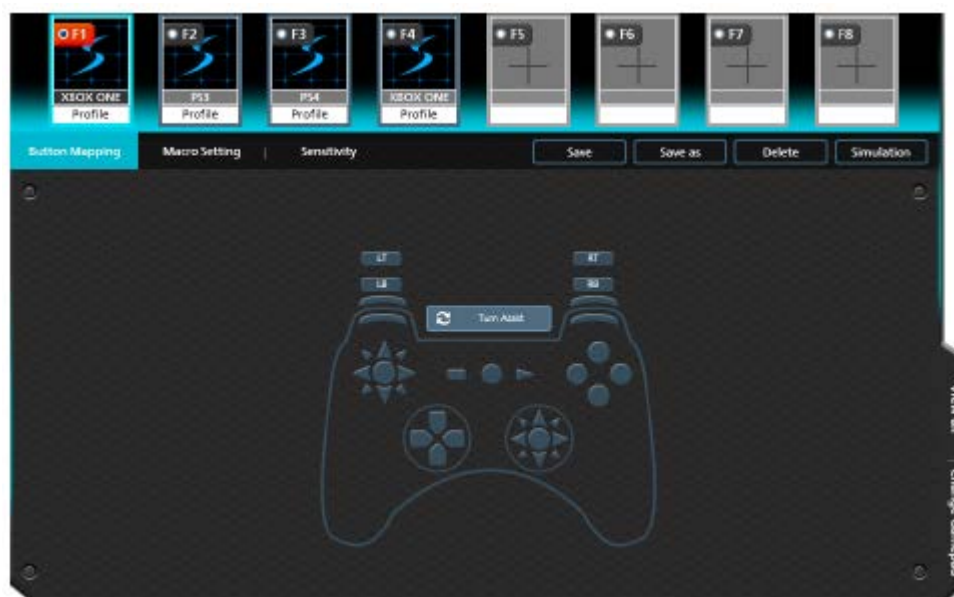 F1 F2 F3 F4 F5 F6 F7 F8
XBOX ONE PS3 PS4 XBOX ONE
Profile Profile Profile Profile
Button Mapping Macro Setting | Sensitivity Save Save as Delete Simulation
LT RT
LB RB
Turn Assist